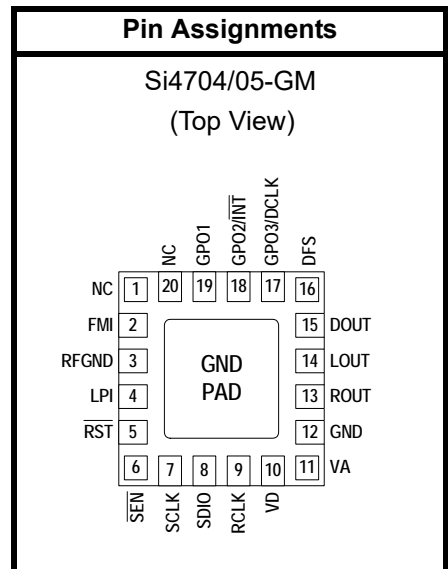 Pin Assignments
Si4704/05-GM
(Top View)
NC
GPO1
GPO2/INT
GPO3/DCLK
DFS
NC 1 20 19 18 17 16
FMI 2 15 DOUT
RFGND 3 GND 14 LOUT
LPI 4 PAD 13 ROUT
RST 5 12 GND
6 7 8 9 10 11 VA
SEN
SCLK
SDIO
RCLK
VD